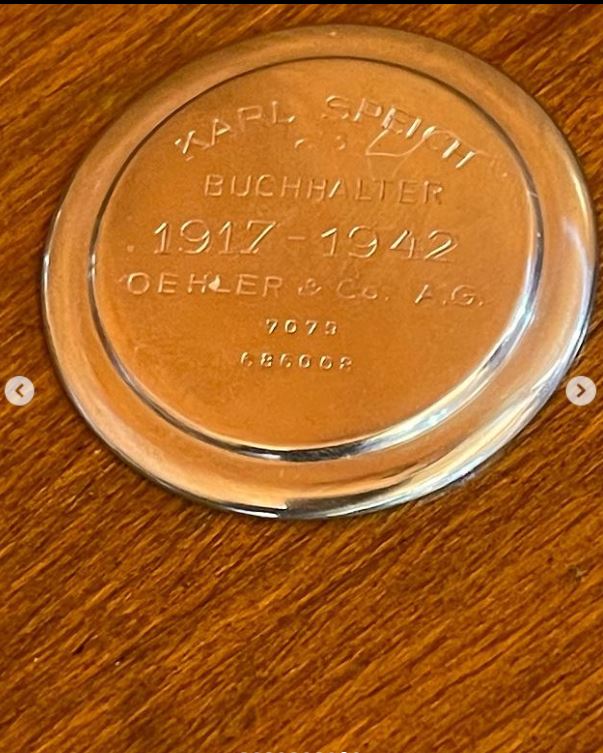 KARL SPEICH
BUCHHALTER
1917-1942
OEHLER & Co. A.G.
7079
686008